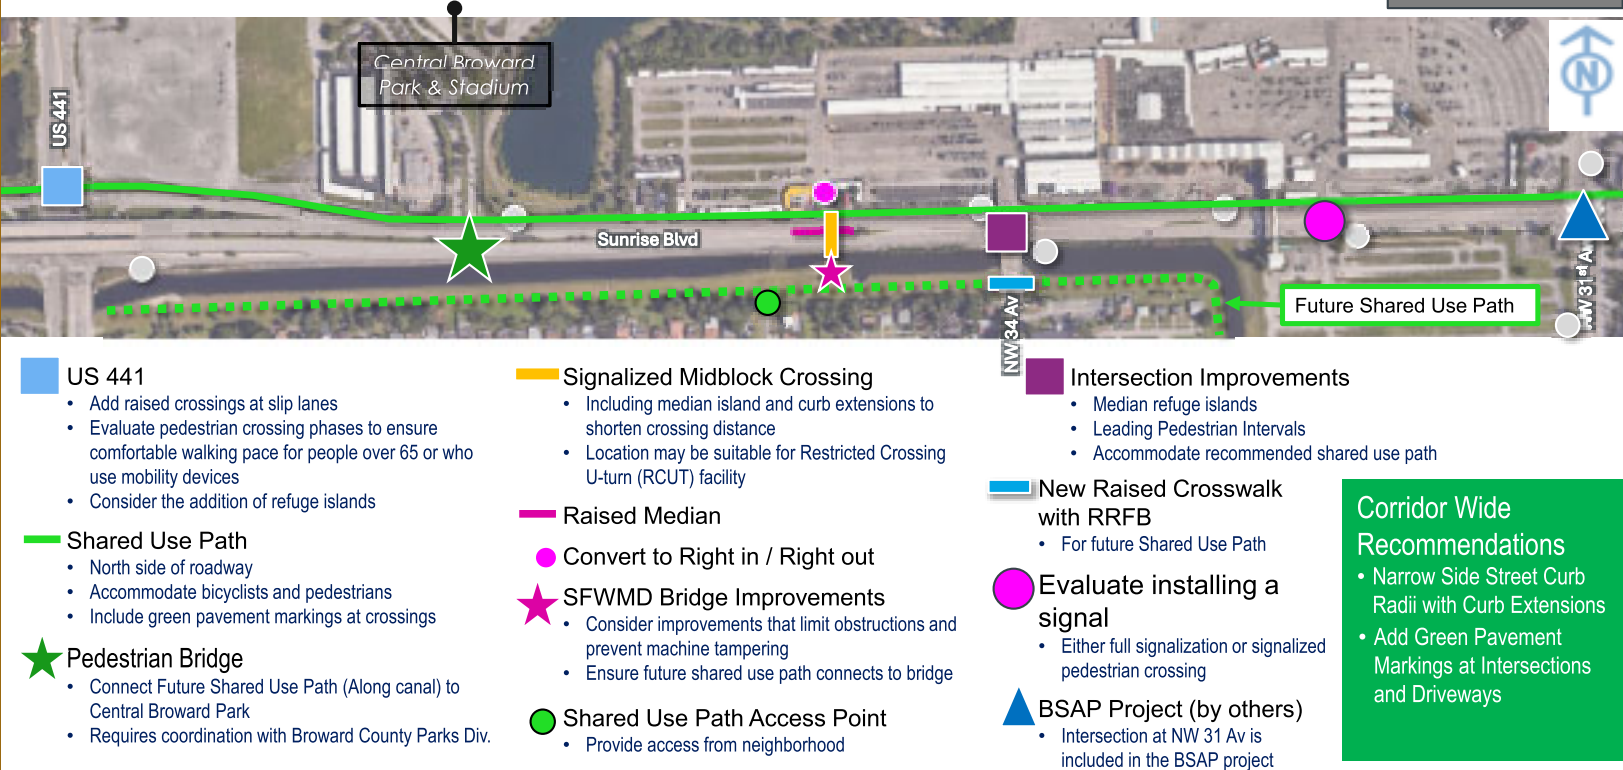 Central Broward
Park & Stadium
N
US 441
Sunrise Blvd
NW 34 Av
NW 31st A
Future Shared Use Path
US 441
• Add raised crossings at slip lanes
• Evaluate pedestrian crossing phases to ensure
comfortable walking pace for people over 65 or who
use mobility devices
• Consider the addition of refuge islands
Shared Use Path
• North side of roadway
• Accommodate bicyclists and pedestrians
• Include green pavement markings at crossings
Pedestrian Bridge
• Connect Future Shared Use Path (Along canal) to
Central Broward Park
• Requires coordination with Broward County Parks Div.
Signalized Midblock Crossing
• Including median island and curb extensions to
shorten crossing distance
• Location may be suitable for Restricted Crossing
U-turn (RCUT) facility
Raised Median
Convert to Right in / Right out
SFWMD Bridge Improvements
• Consider improvements that limit obstructions and
prevent machine tampering
• Ensure future shared use path connects to bridge
Shared Use Path Access Point
• Provide access from neighborhood
Intersection Improvements
• Median refuge islands
• Leading Pedestrian Intervals
• Accommodate recommended shared use path
New Raised Crosswalk
with RRFB
• For future Shared Use Path
Evaluate installing a
signal
• Either full signalization or signalized
pedestrian crossing
BSAP Project (by others)
• Intersection at NW 31 Av is
included in the BSAP project
Corridor Wide
Recommendations
• Narrow Side Street Curb
Radii with Curb Extensions
• Add Green Pavement
Markings at Intersections
and Driveways